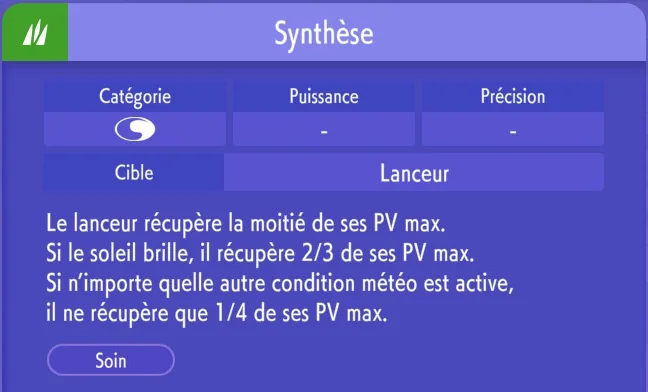 Synthèse
Catégorie Puissance Précision
- -
Cible Lanceur
Le lanceur récupère la moitié de ses PV max.
Si le soleil brille, il récupère 2/3 de ses PV max.
Si n’importe quelle autre condition météo est active,
il ne récupère que 1/4 de ses PV max.
Soin